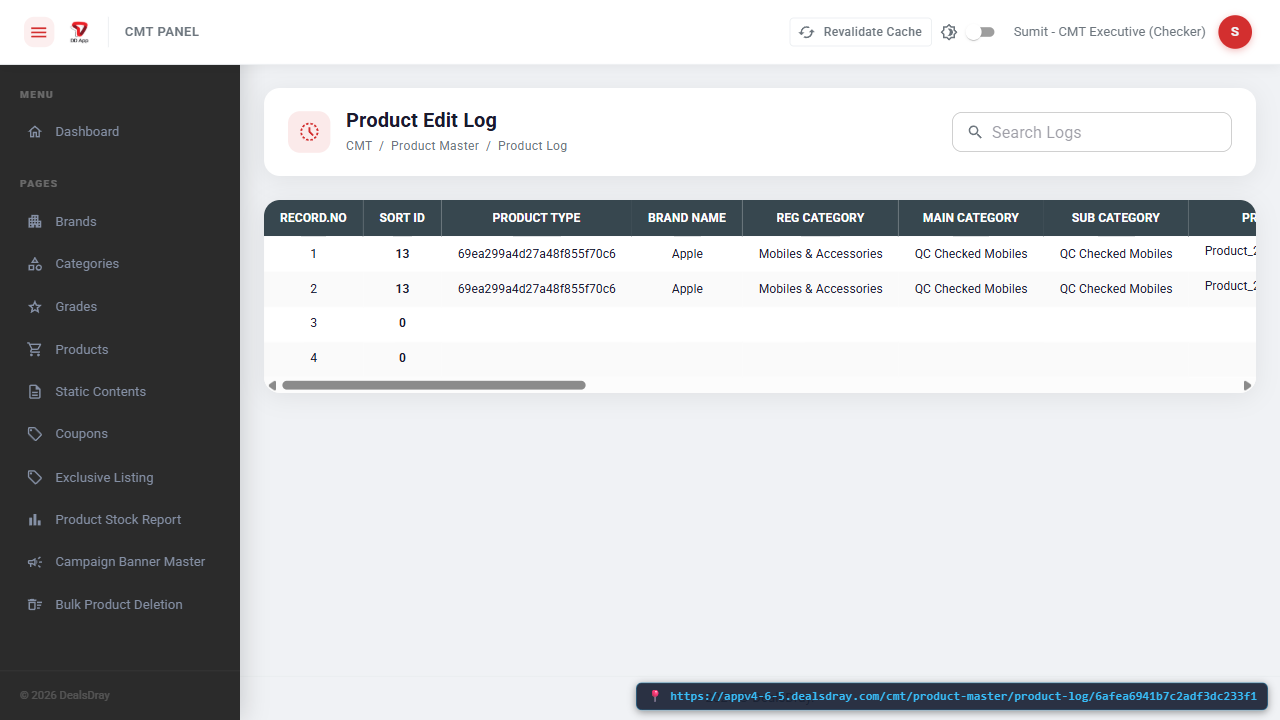 DD App
CMT PANEL
Revalidate Cache
Sumit - CMT Executive (Checker)
S
MENU
Dashboard
PAGES
Brands
Categories
Grades
Products
Static Contents
Coupons
Exclusive Listing
Product Stock Report
Campaign Banner Master
Bulk Product Deletion
© 2026 DealsDray
Product Edit Log
CMT / Product Master / Product Log
Search Logs
RECORD.NO SORT ID PRODUCT TYPE BRAND NAME REG CATEGORY MAIN CATEGORY SUB CATEGORY PR
1 13 69ea299a4d27a48f855f70c6 Apple Mobiles & Accessories QC Checked Mobiles QC Checked Mobiles Product_2
2 13 69ea299a4d27a48f855f70c6 Apple Mobiles & Accessories QC Checked Mobiles QC Checked Mobiles Product_2
3 0
4 0
https://appv4-6-5.dealsdray.com/cmt/product-master/product-log/6afea6941b7c2adf3dc233f1